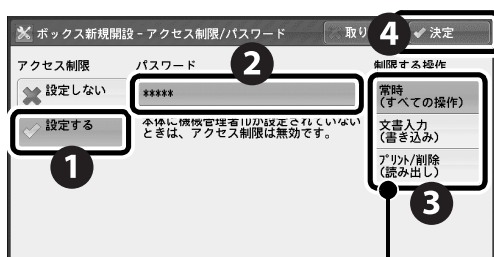 ボックス新規開設 - アクセス制限/パスワード
取り
4
決定
アクセス制限
パスワード
2
制限する操作
設定しない
*****
常時
(すべての操作)
設定する
本体に機械管理者IDが設定されていない
ときは、アクセス制限は無効です。
文書入力
(書き込み)
1
プリント/削除
(読み出し)
3